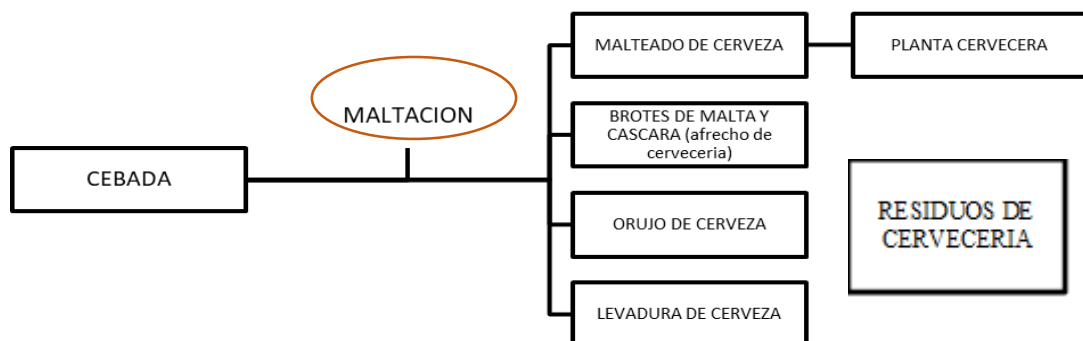 MALTEADO DE CERVEZA
PLANTA CERVECERA
MALTACION
BROTES DE MALTA Y
CASCARA (afrecho de
cerveceria)
CEBADA
RESIDUOS DE
CERVECERIA
ORUJO DE CERVEZA
LEVADURA DE CERVEZA